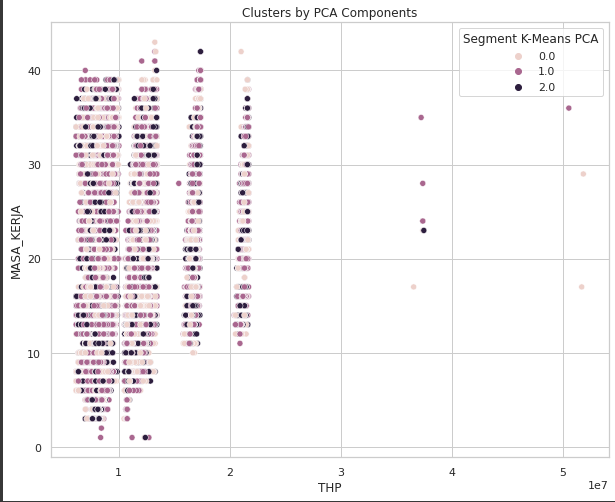 Clusters by PCA Components
Segment K-Means PCA
0.0
1.0
2.0
40
30
20
10
0
MASA_KERJA
1 2 3 4 5
1e7
THP